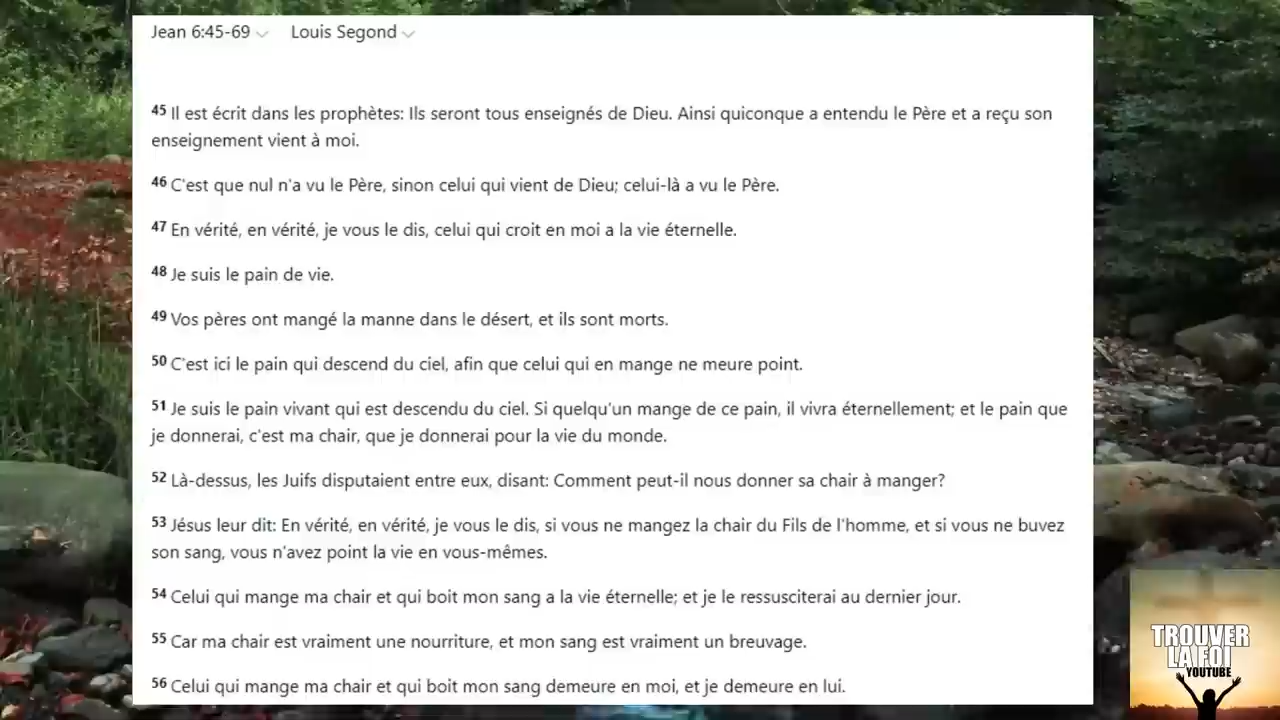 Jean 6:45-69 Louis Segond
45 Il est écrit dans les prophètes: Ils seront tous enseignés de Dieu. Ainsi quiconque a entendu le Père et a reçu son
enseignement vient à moi.
46 C'est que nul n'a vu le Père, sinon celui qui vient de Dieu; celui-là a vu le Père.
47 En vérité, en vérité, je vous le dis, celui qui croit en moi a la vie éternelle.
48 Je suis le pain de vie.
49 Vos pères ont mangé la manne dans le désert, et ils sont morts.
50 C'est ici le pain qui descend du ciel, afin que celui qui en mange ne meure point.
51 Je suis le pain vivant qui est descendu du ciel. Si quelqu'un mange de ce pain, il vivra éternellement; et le pain que
je donnerai, c'est ma chair, que je donnerai pour la vie du monde.
52 Là-dessus, les Juifs disputaient entre eux, disant: Comment peut-il nous donner sa chair à manger?
53 Jésus leur dit: En vérité, en vérité, je vous le dis, si vous ne mangez la chair du Fils de l'homme, et si vous ne buvez
son sang, vous n'avez point la vie en vous-mêmes.
54 Celui qui mange ma chair et qui boit mon sang a la vie éternelle; et je le ressusciterai au dernier jour.
55 Car ma chair est vraiment une nourriture, et mon sang est vraiment un breuvage.
56 Celui qui mange ma chair et qui boit mon sang demeure en moi, et je demeure en lui.
TROUVER
LA FOI
YOUTUBE